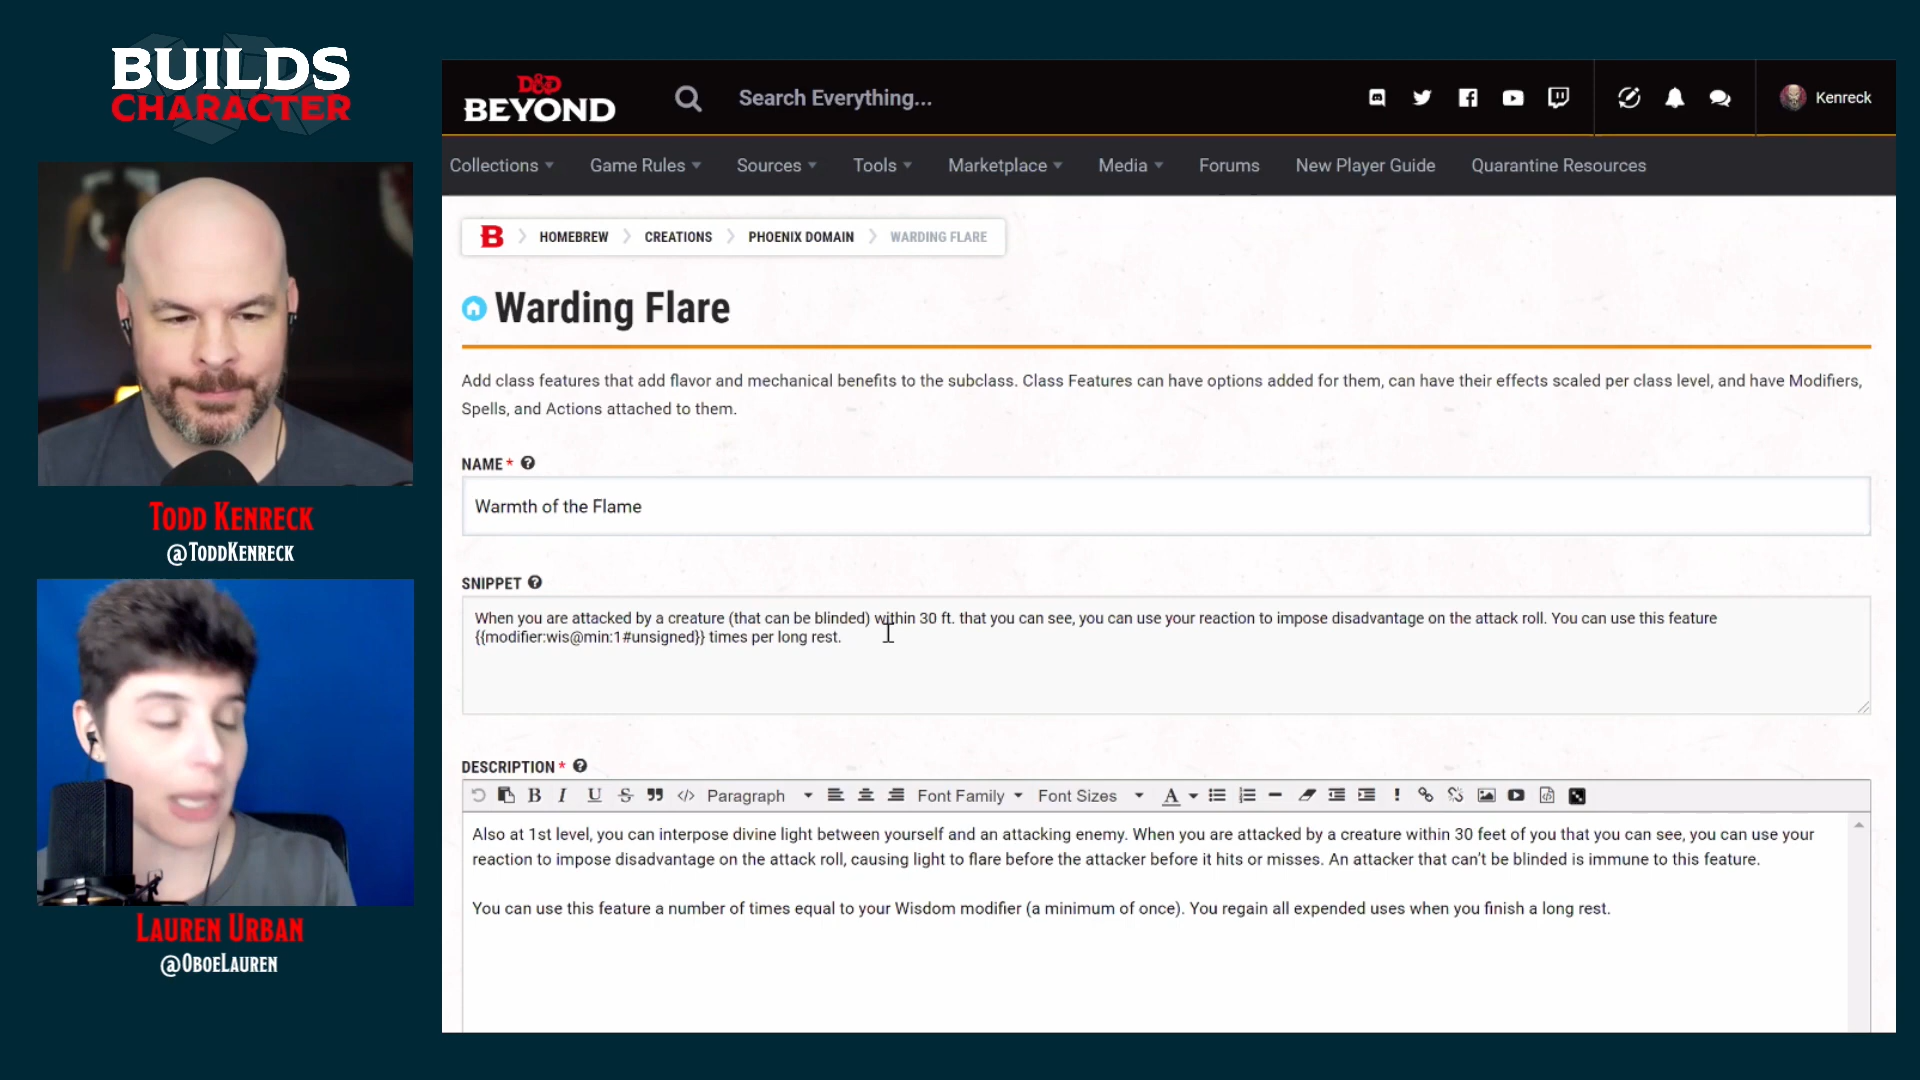 BUILDS
CHARACTER
TODD KENRECK
@TODDKENRECK
LAUREN URBAN
@OBOELAUREN
D&D
BEYOND
Search Everything...
Kenreck
Collections
Game Rules
Sources
Tools
Marketplace
Media
Forums
New Player Guide
Quarantine Resources
B
HOMEBREW
CREATIONS
PHOENIX DOMAIN
WARDING FLARE
Warding Flare
Add class features that add flavor and mechanical benefits to the subclass. Class Features can have options added for them, can have their effects scaled per class level, and have Modifiers,
Spells, and Actions attached to them.
NAME *
Warmth of the Flame
SNIPPET
When you are attacked by a creature (that can be blinded) within 30 ft. that you can see, you can use your reaction to impose disadvantage on the attack roll. You can use this feature
{{modifier:wis@min:1#unsigned}} times per long rest.
DESCRIPTION *
B I U S Paragraph Font Family Font Sizes A
Also at 1st level, you can interpose divine light between yourself and an attacking enemy. When you are attacked by a creature within 30 feet of you that you can see, you can use your
reaction to impose disadvantage on the attack roll, causing light to flare before the attacker before it hits or misses. An attacker that can't be blinded is immune to this feature.
You can use this feature a number of times equal to your Wisdom modifier (a minimum of once). You regain all expended uses when you finish a long rest.